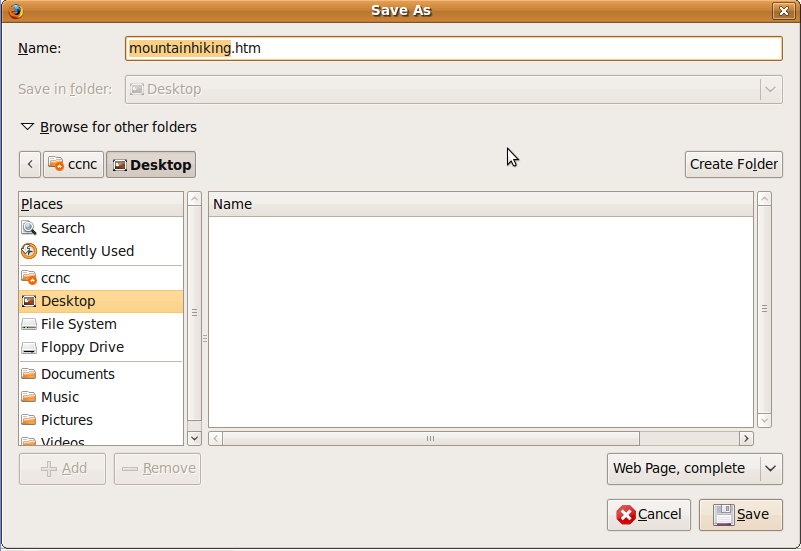 Save As
Name: mountainhiking.htm
Save in folder: Desktop
Browse for other folders
ccnc Desktop Create Folder
Places Name
Search
Recently Used
ccnc
Desktop
File System
Floppy Drive
Documents
Music
Pictures
Videos
Add Remove Web Page, complete
Cancel Save